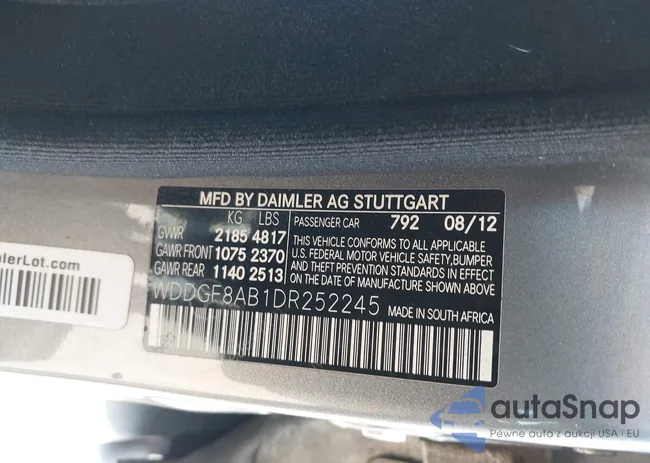 MFD BY DAIMLER AG STUTTGART
KG LBS
GVWR 2185 4817
GAWR FRONT 1075 2370
GAWR REAR 1140 2513
PASSENGER CAR 792 08/12
THIS VEHICLE CONFORMS TO ALL APPLICABLE
U.S. FEDERAL MOTOR VEHICLE SAFETY, BUMPER
AND THEFT PREVENTION STANDARDS IN EFFECT
ON THE DATE OF MANUFACTURE SHOWN ABOVE.
WDDGF8AB1DR252245
MADE IN SOUTH AFRICA
alerLot.com
autaSnap
Pewne auta z aukcji USA i EU